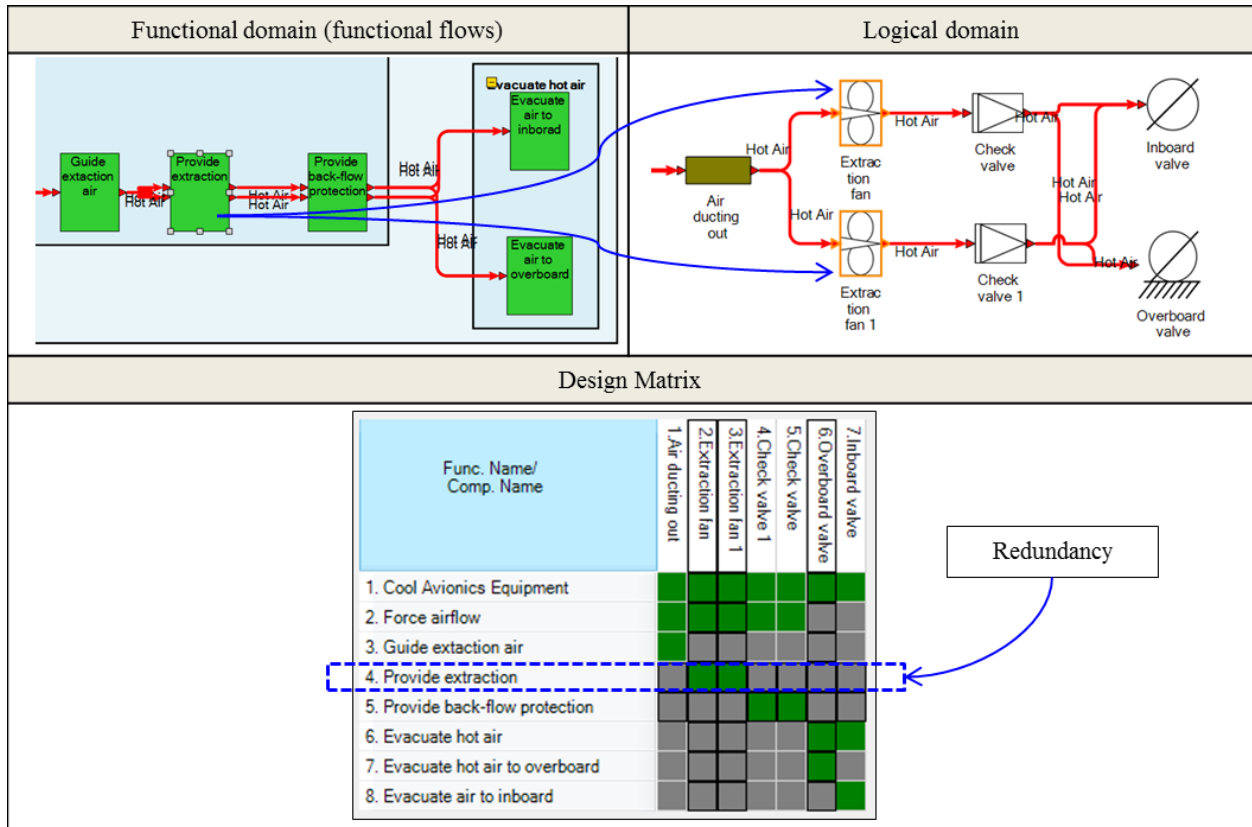 Functional domain (functional flows)
Logical domain
Evacuate hot air
Guide
extaction
air
Hot Air
Hot Air
Provide
extraction
Hot Air
Hot Air
Provide
back-flow
protection
Hot Air
Hot Air
Hot Air
Hot Air
Evacuate
air to
inborad
Evacuate
air to
overboard
Air
ducting
out
Hot Air
Hot Air
Extrac
tion
fan
Extrac
tion
fan 1
Hot Air
Hot Air
Check
valve
Check
valve 1
Hot Air
Hot Air
Hot Air
Hot Air
Inboard
valve
Overboard
valve
Design Matrix
Func. Name/
Comp. Name
1.Air ducting out
2.Extraction fan
3.Extraction fan 1
4.Check valve 1
5.Check valve
6.Overboard valve
7.Inboard valve
1. Cool Avionics Equipment
2. Force airflow
3. Guide extaction air
4. Provide extraction
5. Provide back-flow protection
6. Evacuate hot air
7. Evacuate hot air to overboard
8. Evacuate air to inboard
Redundancy